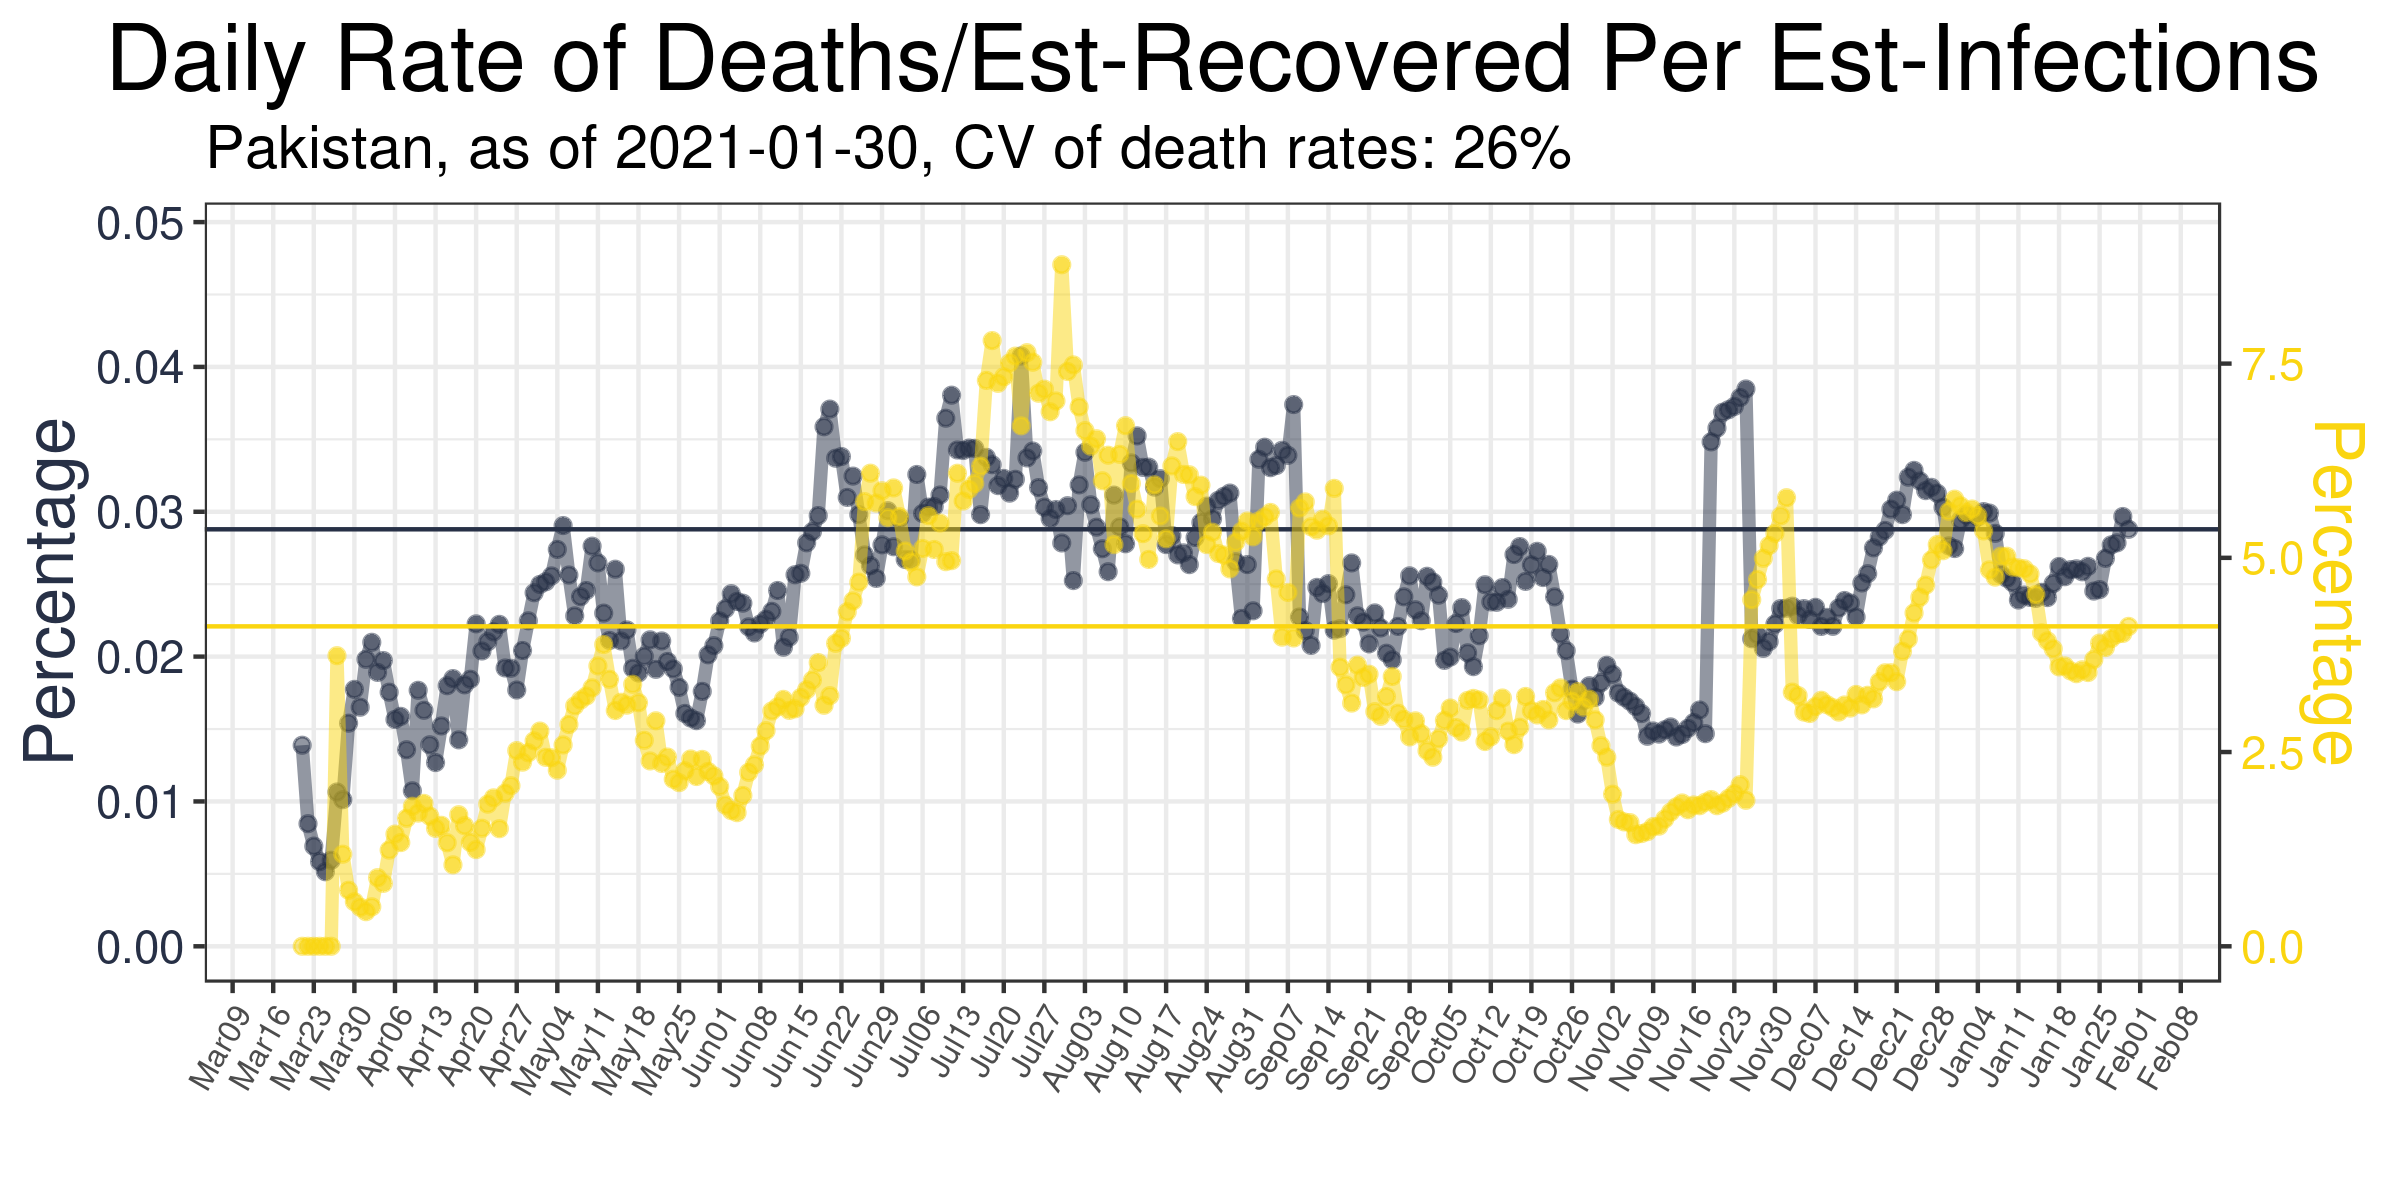 Daily Rate of Deaths/Est-Recovered Per Est-Infections
Pakistan, as of 2021-01-30, CV of death rates: 26%
Percentage
0.05
0.04
0.03
0.02
0.01
0.00
7.5
5.0
2.5
0.0
Percentage
Mar09
Mar16
Mar23
Mar30
Apr06
Apr13
Apr20
Apr27
May04
May11
May18
May25
Jun01
Jun08
Jun15
Jun22
Jun29
Jul06
Jul13
Jul20
Jul27
Aug03
Aug10
Aug17
Aug24
Aug31
Sep07
Sep14
Sep21
Sep28
Oct05
Oct12
Oct19
Oct26
Nov02
Nov09
Nov16
Nov23
Nov30
Dec07
Dec14
Dec21
Dec28
Jan04
Jan11
Jan18
Jan25
Feb01
Feb08